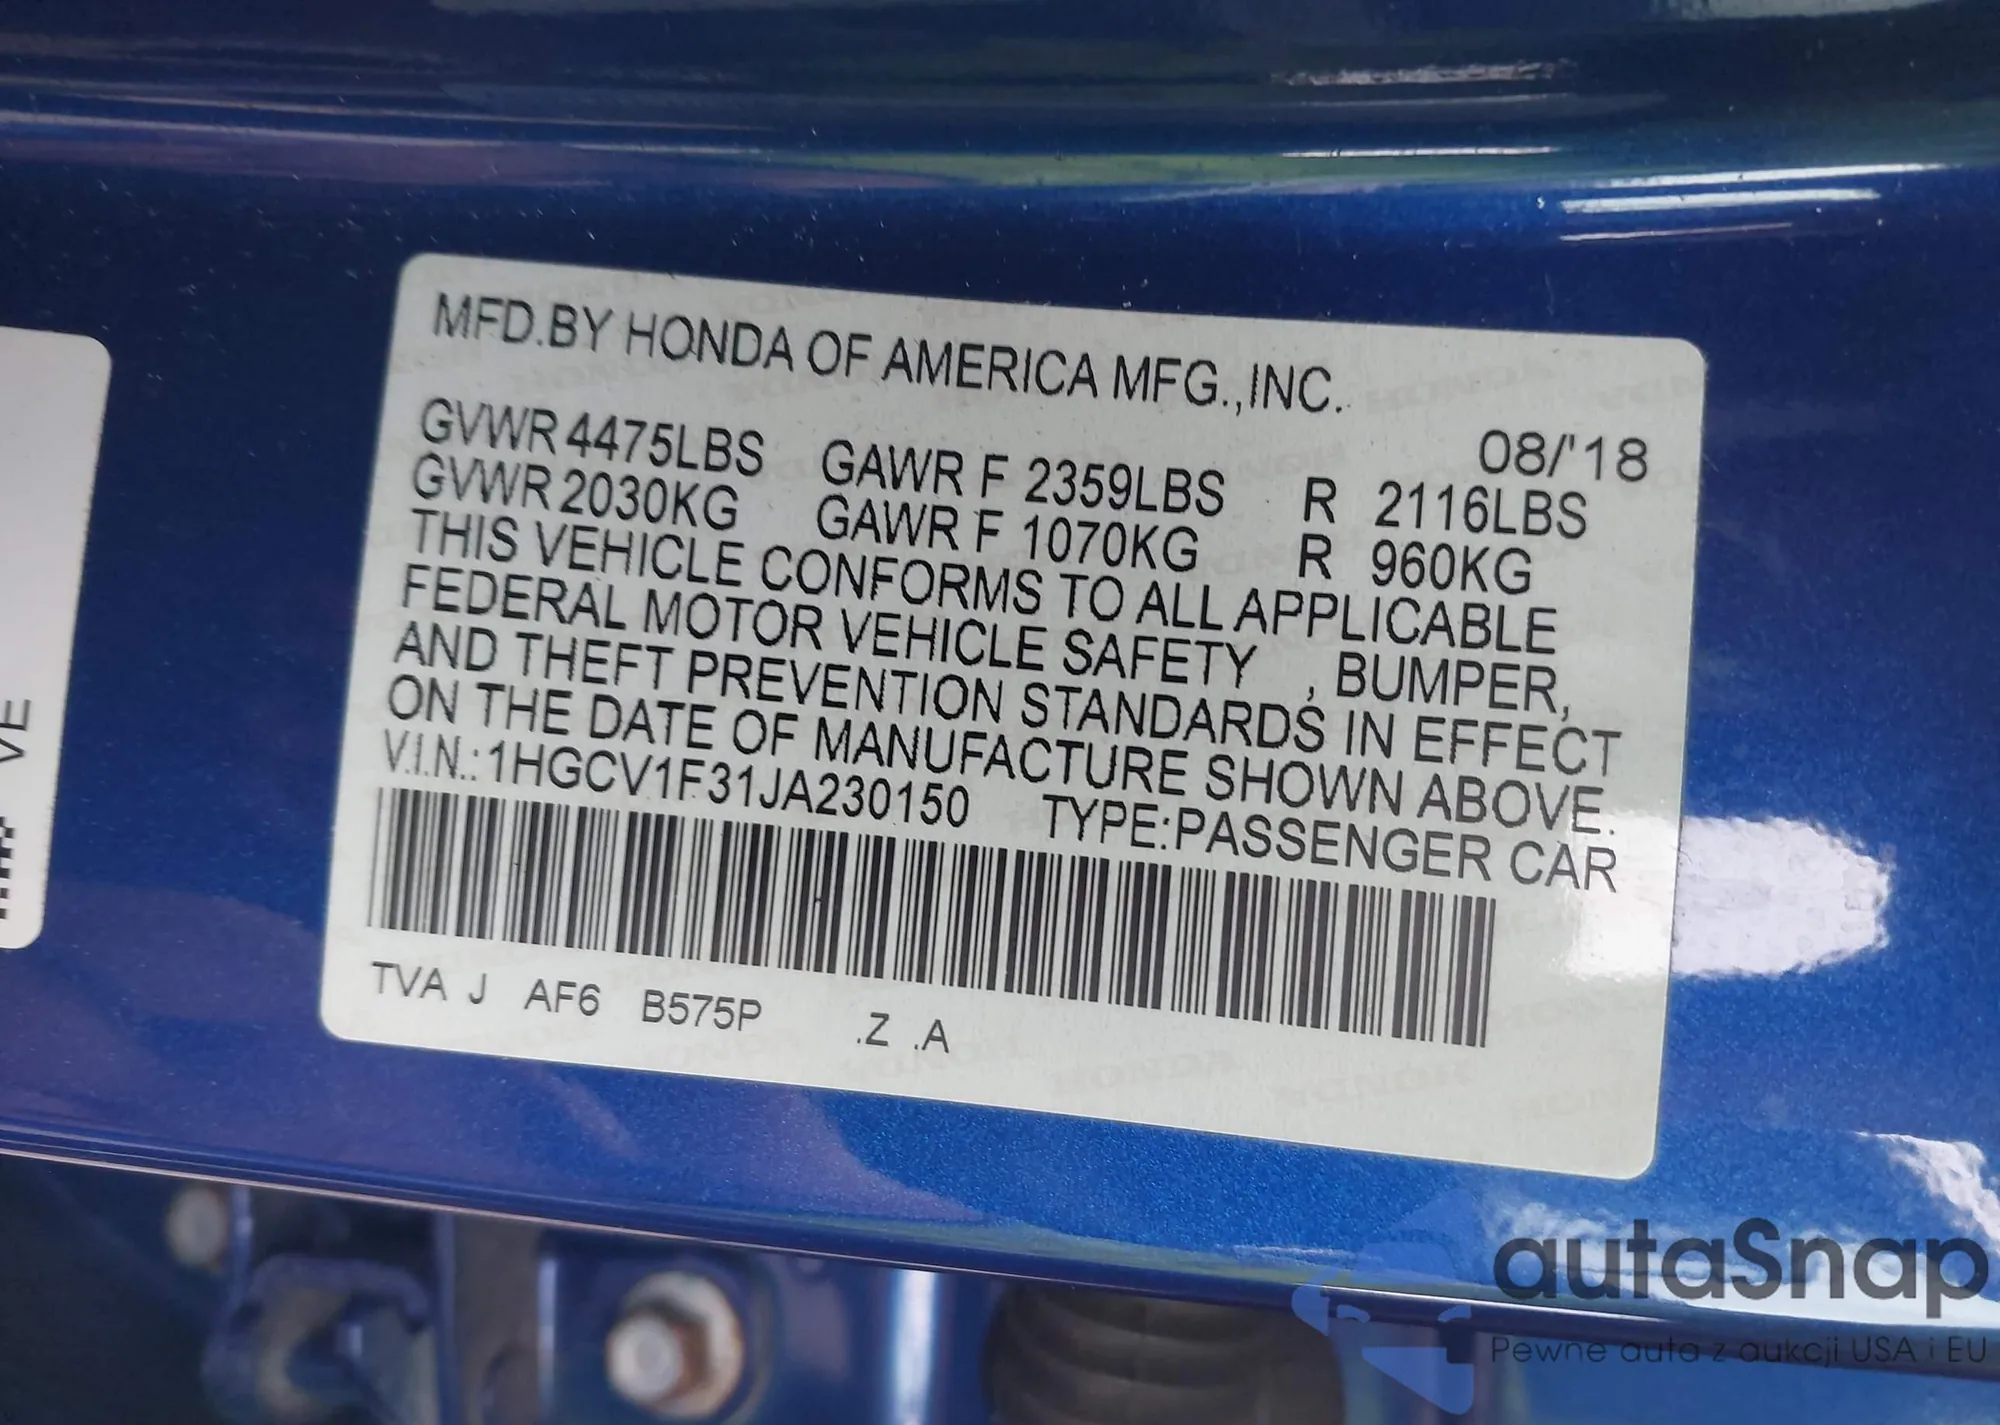 MFD.BY HONDA OF AMERICA MFG.,INC.
08/'18
GVWR 4475LBS GAWR F 2359LBS R 2116LBS
GVWR 2030KG GAWR F 1070KG R 960KG
THIS VEHICLE CONFORMS TO ALL APPLICABLE
FEDERAL MOTOR VEHICLE SAFETY , BUMPER,
AND THEFT PREVENTION STANDARDS IN EFFECT
ON THE DATE OF MANUFACTURE SHOWN ABOVE.
V.I.N.:1HGCV1F31JA230150 TYPE:PASSENGER CAR
TVA J AF6 B575P .Z .A
VE
autaSnap
Pewne auta z aukcji USA i EU